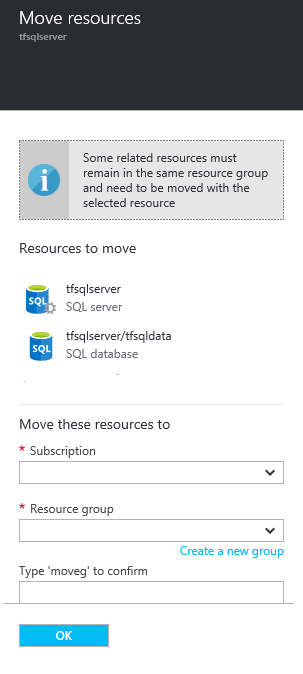 Move resources
tfsqlserver
Some related resources must
remain in the same resource group
and need to be moved with the
selected resource
Resources to move
SQL
tfsqlserver
SQL server
SQL
tfsqlserver/tfsqldata
SQL database
Move these resources to
* Subscription
* Resource group
Create a new group
Type 'moveg' to confirm
OK